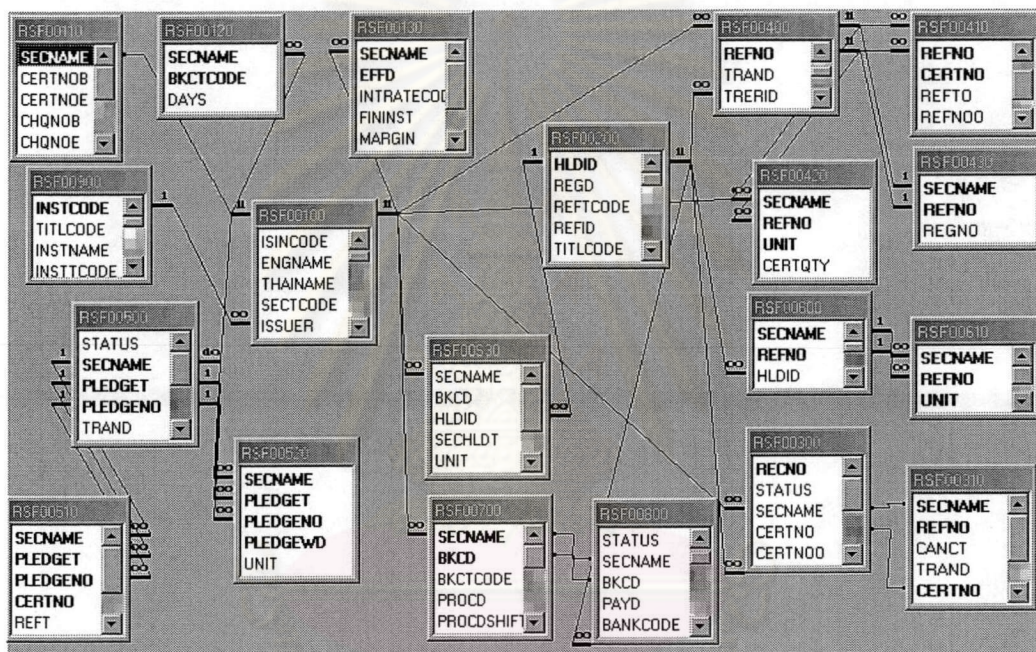 RSF00110
SECNAME
CERTNOB
CERTNOE
CHQNOB
CHQNOE
RSF00120
SECNAME
BKCTCODE
DAYS
RSF00130
SECNAME
EFFD
INTRATECOD
FININST
MARGIN
RSF00400
REFNO
TRAND
TRERID
RSF00410
REFNO
CERTNO
REFTO
REFNOO
RSF00200
HLDID
REGD
REFTCODE
REFID
TITLCODE
RSF00420
SECNAME
REFNO
UNIT
CERTQTY
RSF00430
SECNAME
REFNO
REGNO
RSF00900
INSTCODE
TITLCODE
INSTNAME
INSTTCODE
RSF00100
ISINCODE
ENGNAME
THAINAME
SECTCODE
ISSUER
RSF00500
STATUS
SECNAME
PLEDGET
PLEDGENO
TRAND
RSF00530
SECNAME
BKCD
HLDID
SECHLDT
UNIT
RSF00600
SECNAME
REFNO
HLDID
RSF00610
SECNAME
REFNO
UNIT
RSF00520
SECNAME
PLEDGET
PLEDGENO
PLEDGEWD
UNIT
RSF00510
SECNAME
PLEDGET
PLEDGENO
CERTNO
REFT
RSF00700
SECNAME
BKCD
BKCTCODE
PROCD
PROCDSHIFT
RSF00800
STATUS
SECNAME
BKCD
PAYD
BANKCODE
RSF00300
RECNO
STATUS
SECNAME
CERTNO
CERTNOO
RSF00310
SECNAME
REFNO
CANCT
TRAND
CERTNO